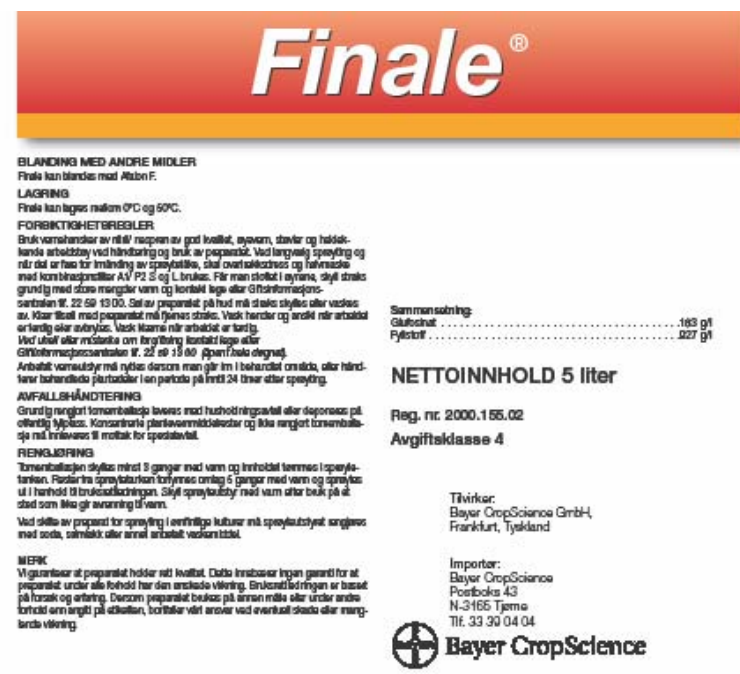 Finale®
BLANDING MED ANDRE MIDLER
Finale kan blandes med Afalon F.
LAGRING
Finale kan lagres mellom 0°C og 50°C.
FORSIKTIGHETSREGLER
Bruk vernehansker av nitril/ neopren av god kvalitet, øyevern, støvler og heldek-
kende arbeidstøy ved håndtering og bruk av preparatet. Ved langvarig sprøyting og
når det er fare for innånding av sprøytetåke, skal overtrekksdress og halvmaske
med kombinasjonsfilter A1/ P2 S og L brukes. Får man stoffet i øynene, skyll straks
grundig med store mengder vann og kontakt lege eller Giftinformasjons-
sentralen tlf. 22 59 13 00. Søl av preparatet på hud må straks skylles eller vaskes
av. Klær tilsølt med preparatet må fjernes straks. Vask hender og ansikt når arbeidet
er ferdig eller avbrytes. Vask klærne når arbeidet er ferdig.
Ved uhell eller mistanke om forgiftning kontakt lege eller
Giftinformasjonssentralen tlf. 22 59 13 00 (åpen hele døgnet).
Anbefalt verneutstyr må nyttes dersom man går inn i behandlet område, eller hånd-
terer behandlede plantedeler i en periode på inntil 24 timer etter sprøyting.
AVFALLSHÅNDTERING
Grundig rengjort tomemballasje leveres med husholdningsavfall eller deponeres på
offentlig fyllplass. Konsentrerte plantevernmiddelrester og ikke rengjort tomemballa-
sje må innleveres til mottak for spesialavfall.
RENGJØRING
Tomemballasjen skylles minst 3 ganger med vann og innholdet tømmes i sprøyte-
tanken. Rester fra sprøytetanken fortynnes omlag 5 ganger med vann og sprøytes
ut i henhold til bruksrettledningen. Skyll sprøyteutstyr med vann etter bruk på et
sted som ikke gir avrenning til vann.
Ved skifte av preparat for sprøyting i ømfintlige kulturer må sprøyteutstyret rengjøres
med soda, salmiakk eller annet anbefalt vaskemiddel.
MERK
Vi garanterer at preparatet holder rett kvalitet. Dette innebærer ingen garanti for at
preparatet under alle forhold har den ønskede virkning. Bruksrettledningen er basert
på forsøk og erfaring. Dersom preparatet brukes på annen måte eller under andre
forhold enn angitt på etiketten, bortfaller vårt ansvar ved eventuell skade eller mang-
lende virkning.
Sammensetning:
Glufosinat ........................................ 183 g/l
Fyllstoff ........................................ 927 g/l
NETTOINNHOLD 5 liter
Reg. nr. 2000.155.02
Avgiftsklasse 4
Tilvirker:
Bayer CropScience GmbH,
Frankfurt, Tyskland
Importør:
Bayer CropScience
Postboks 43
N-3165 Tjøme
Tlf. 33 39 04 04
BAYER
Bayer CropScience